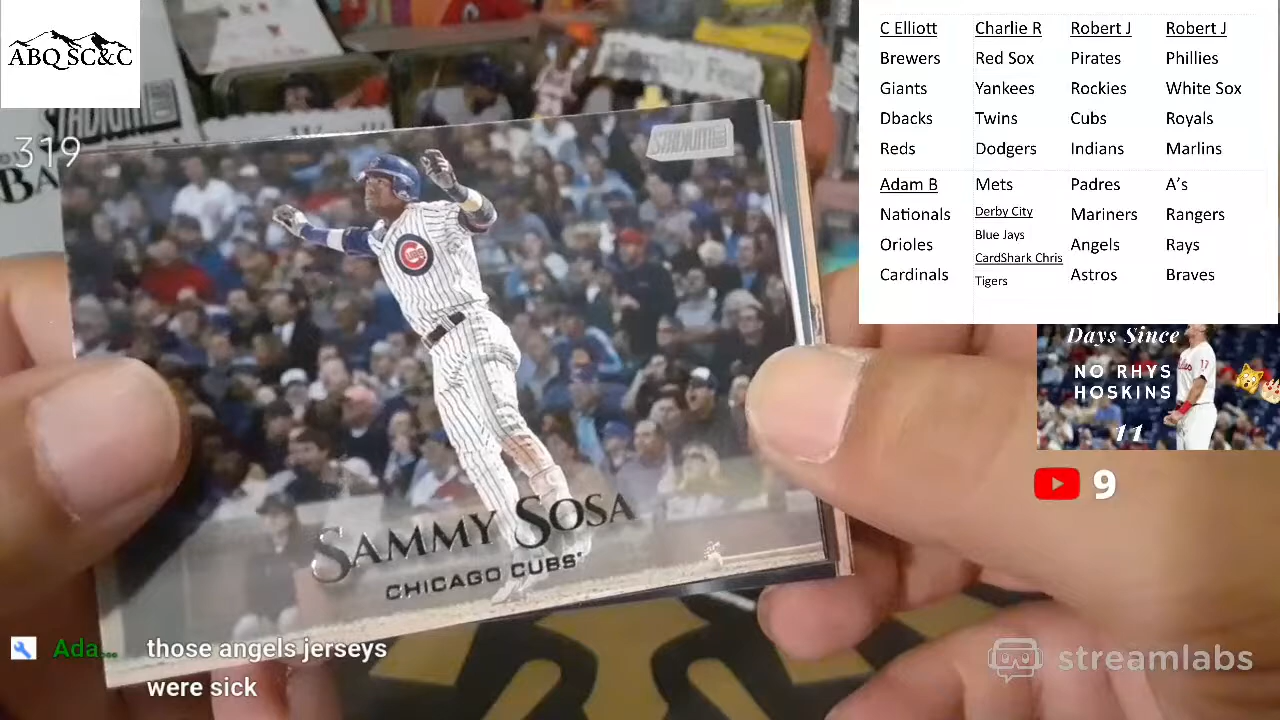 ABQ SC&C
319
STADIUM
BA
STADIUM
SAMMY SOSA
CHICAGO CUBS
C Elliott
Brewers
Giants
Dbacks
Reds
Adam B
Nationals
Orioles
Cardinals
Charlie R
Red Sox
Yankees
Twins
Dodgers
Mets
Derby City
Blue Jays
CardShark Chris
Tigers
Robert J
Pirates
Rockies
Cubs
Indians
Padres
Mariners
Angels
Astros
Robert J
Phillies
White Sox
Royals
Marlins
A's
Rangers
Rays
Braves
Days Since
NO RHYS
HOSKINS
11
9
Ada... those angels jerseys
were sick
streamlabs